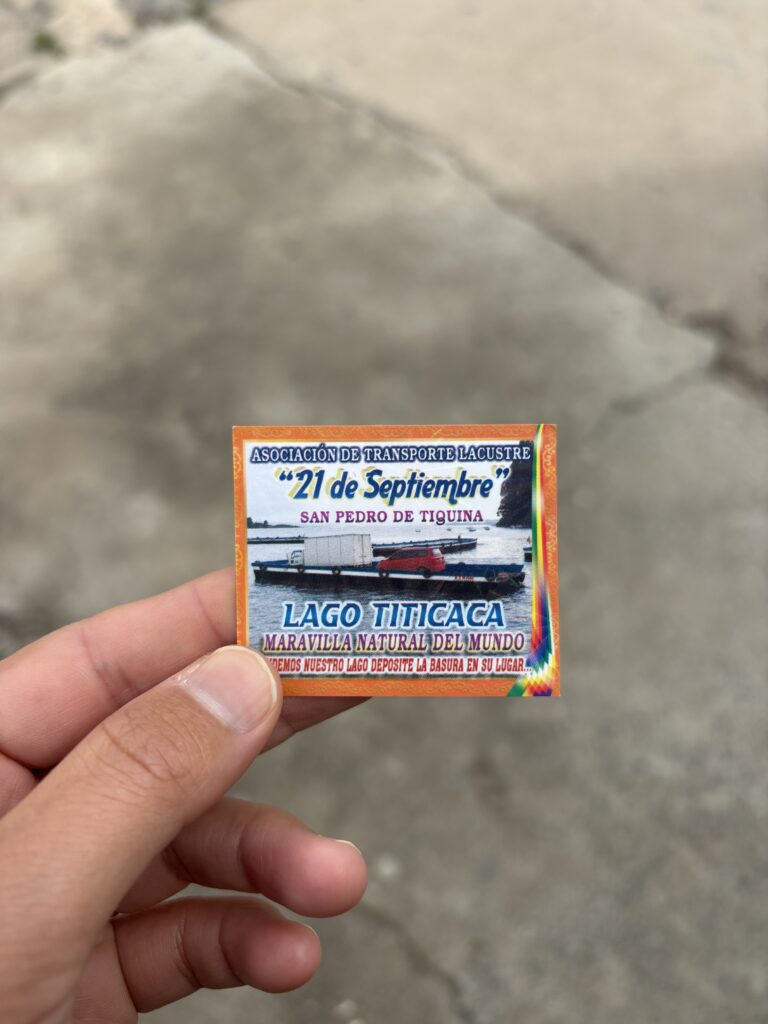 ASOCIACIÓN DE TRANSPORTE LACUSTRE
"21 de Septiembre"
SAN PEDRO DE TIQUINA
LAGO TITICACA
MARAVILLA NATURAL DEL MUNDO
NUESTRO LAGO DEPOSITE LA BASURA EN SU LUGAR...